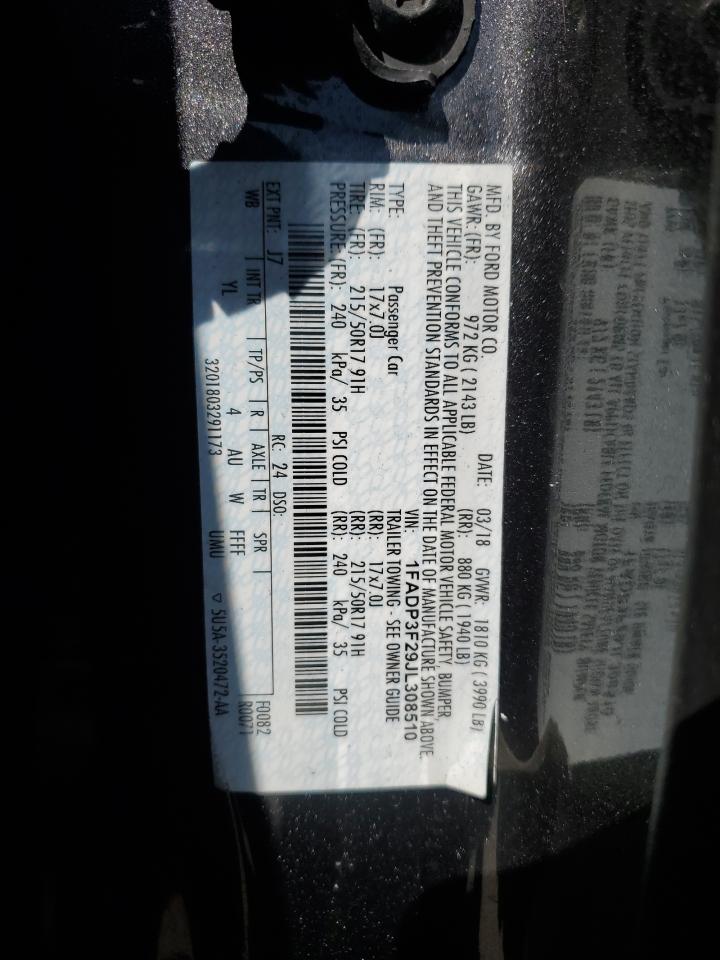 MFD. BY FORD MOTOR CO. DATE: 03/18 GVWR: 1810 KG ( 3990 LB)
GAWR: (FR): 972 KG ( 2143 LB) (RR): 880 KG ( 1940 LB)
THIS VEHICLE CONFORMS TO ALL APPLICABLE FEDERAL MOTOR VEHICLE SAFETY, BUMPER
AND THEFT PREVENTION STANDARDS IN EFFECT ON THE DATE OF MANUFACTURE SHOWN ABOVE.
VIN: 1FADP3F29JL308510
TYPE: Passenger Car TRAILER TOWING - SEE OWNER GUIDE
RIM: (FR): 17x7.0J (RR): 17x7.0J
TIRE: (FR): 215/50R17 91H (RR): 215/50R17 91H
PRESSURE: (FR): 240 kPa/ 35 PSI COLD (RR): 240 kPa/ 35 PSI COLD
RC: 24 DSO: F0082
EXT PNT: J7 R0071
WB INT TR TP/PS R AXLE TR SPR
YL 4 AU W FFFF
3201803291173 UMU ▽ 5U5A-3520472-AA